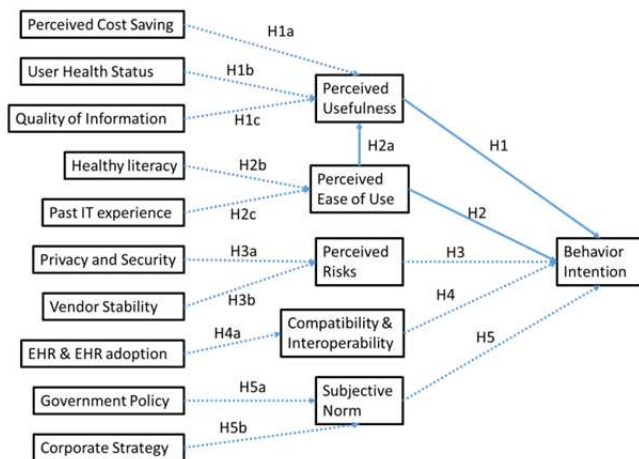 Perceived Cost Saving
H1a
User Health Status
H1b
Perceived
Usefulness
Quality of Information
H1c
H1
H2a
Healthy literacy
H2b
Perceived
Ease of Use
Past IT experience
H2c
H2
Privacy and Security
H3a
Perceived
Risks
H3
Behavior
Intention
Vendor Stability
H3b
H4
Compatibility &
Interoperability
EHR & EHR adoption
H4a
H5
Government Policy
H5a
Subjective
Norm
Corporate Strategy
H5b